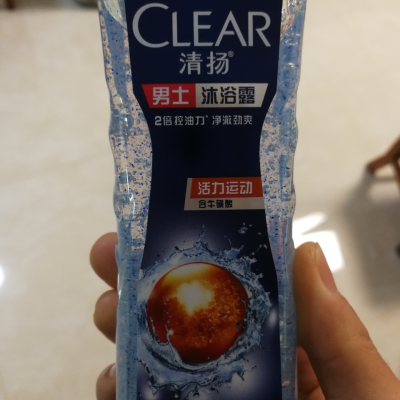 CLEAR
清扬®
男士 沐浴露
2倍控油力* 净澈劲爽
活力运动
含牛磺酸